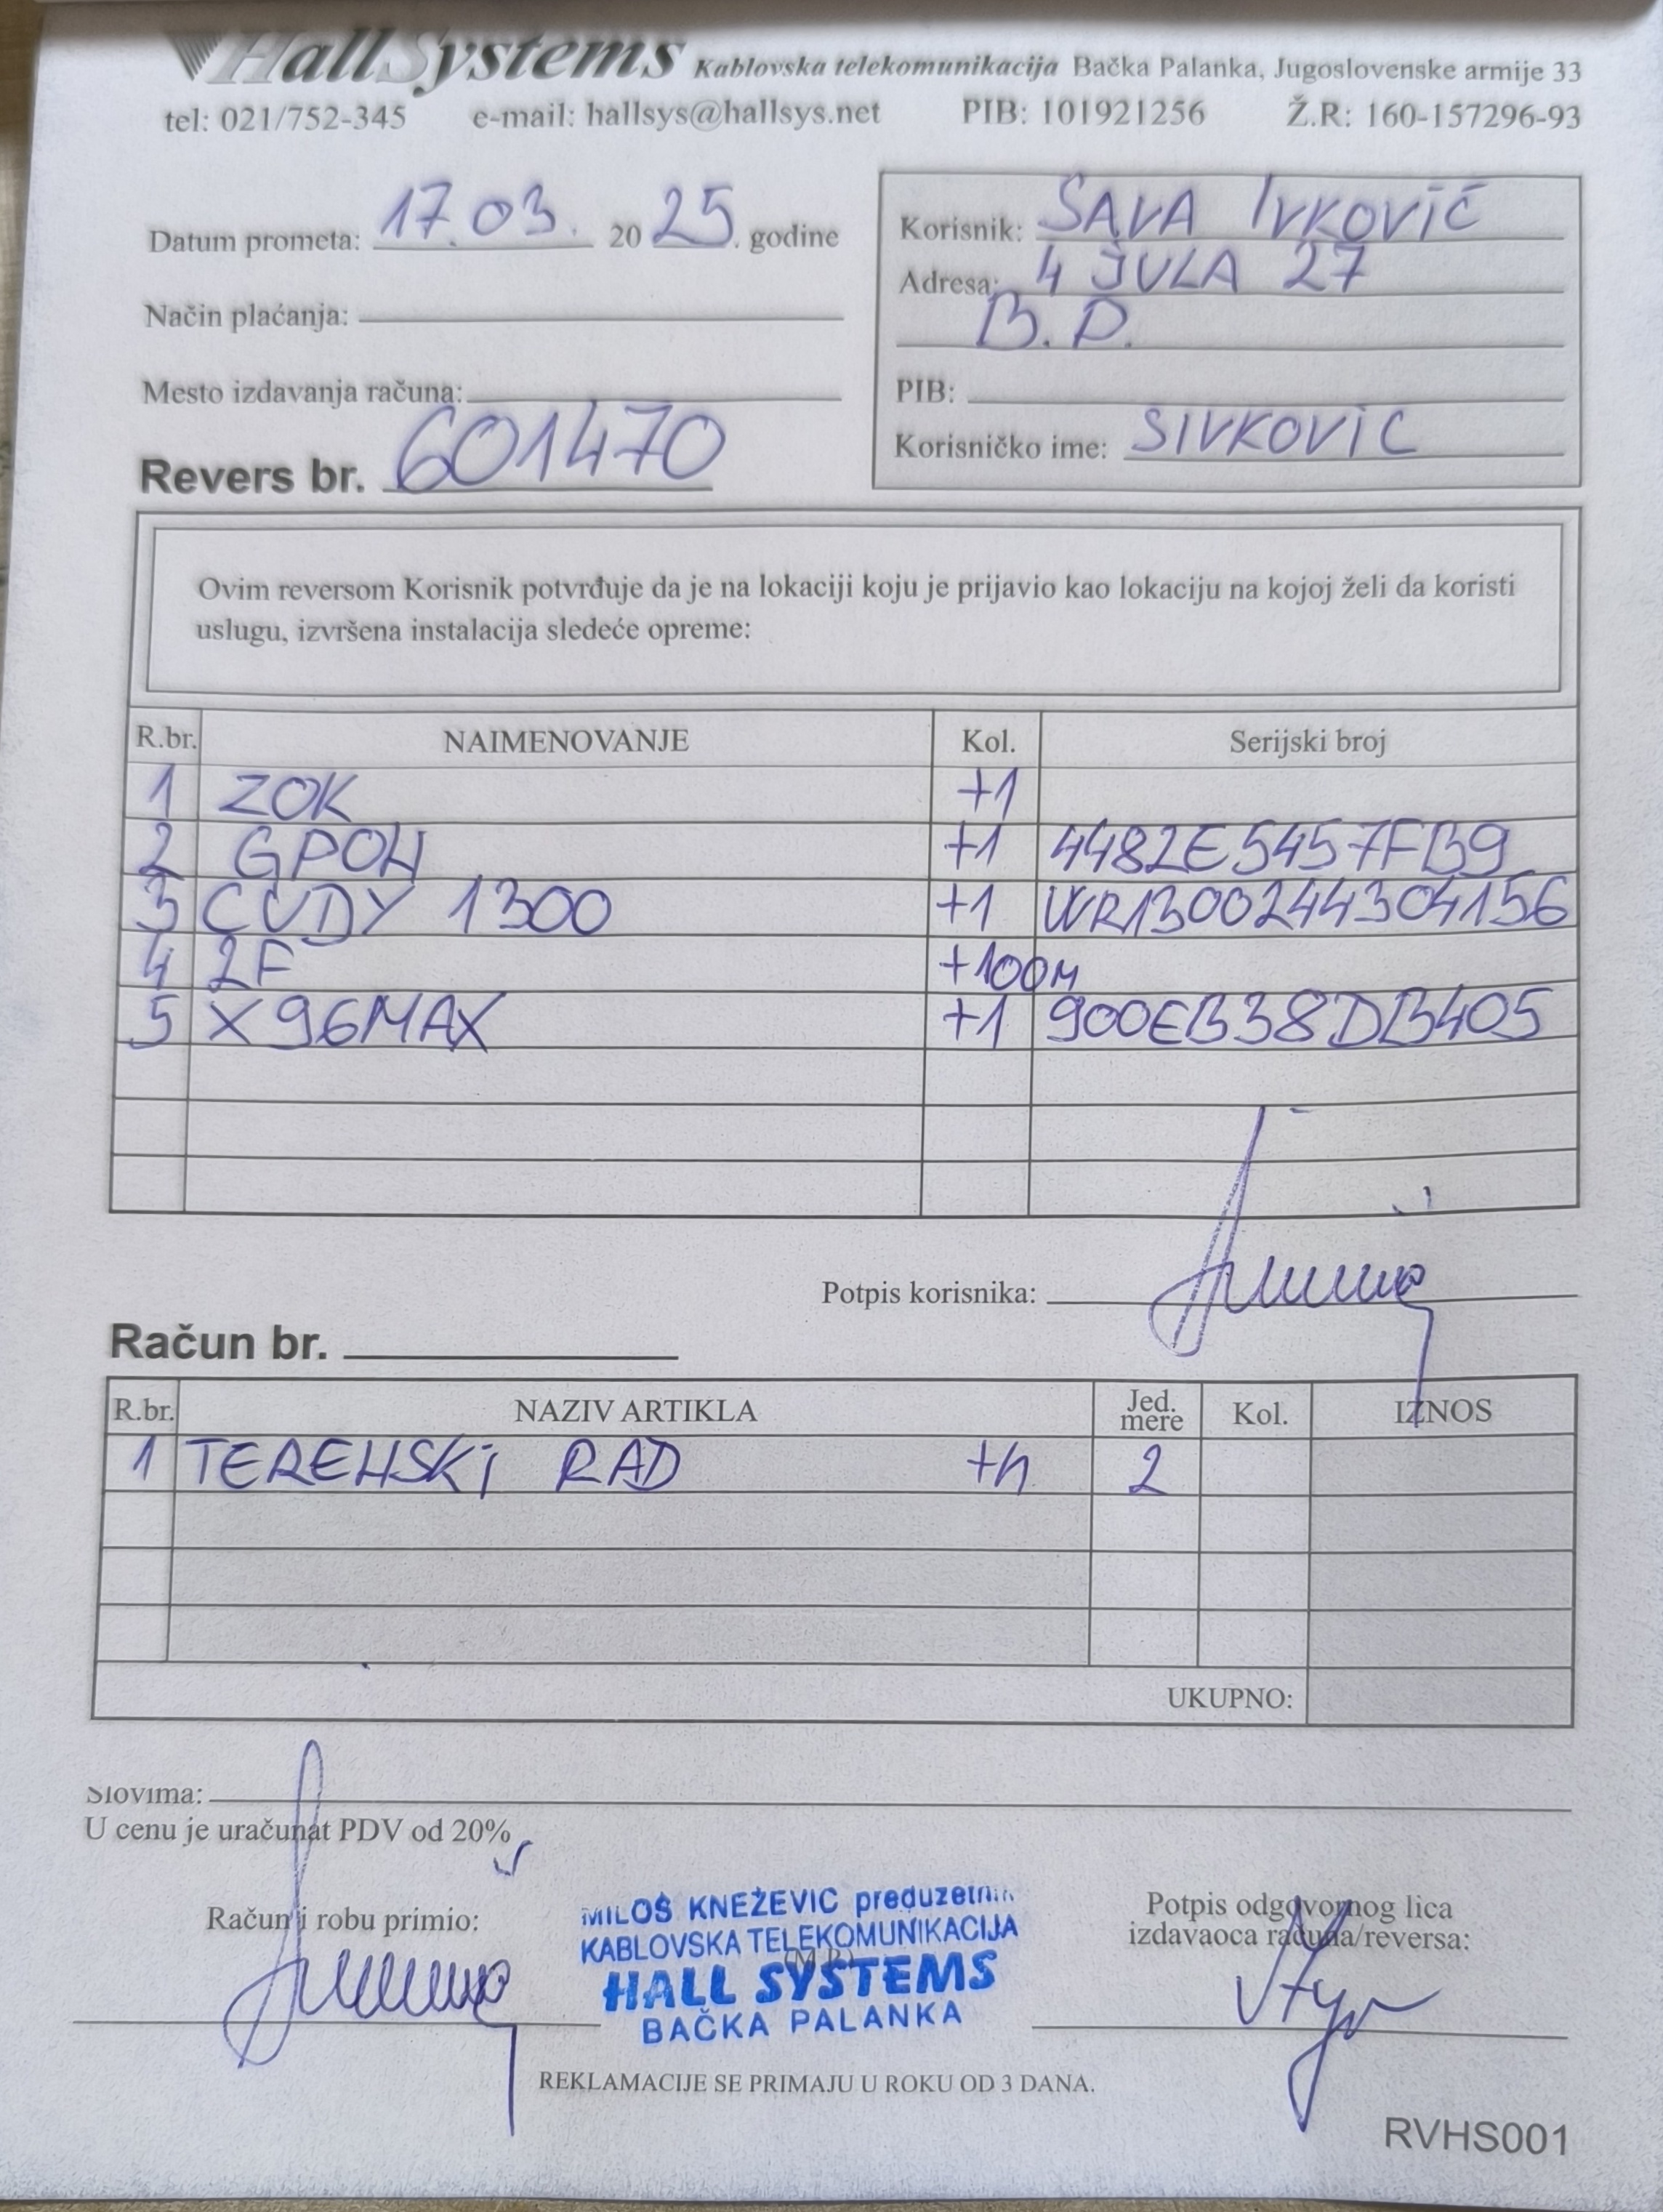 HallSystems Kablovska telekomunikacija Bačka Palanka, Jugoslovenske armije 33
tel: 021/752-345 e-mail: hallsys@hallsys.net PIB: 101921256 Ž.R: 160-157296-93
Datum prometa: 17.03. 2025. godine
Način plaćanja:
Mesto izdavanja računa:
Revers br. 601470
Korisnik: SAVA IVKOVIĆ
Adresa: 4 JULA 27
B.P.
PIB:
Korisničko ime: SIVKOVIC
Ovim reversom Korisnik potvrđuje da je na lokaciji koju je prijavio kao lokaciju na kojoj želi da koristi
uslugu, izvršena instalacija sledeće opreme:
R.br. NAIMENOVANJE Kol. Serijski broj
1 ZOK +1
2 GPON +1 4482E5457FB9
3 CUDY 1300 +1 WR1300244304156
4 2F +100M
5 X96MAX +1 900EB38DB405
Potpis korisnika:
Račun br.
R.br. NAZIV ARTIKLA Jed. mere Kol. IZNOS
1 TERENSKI RAD +h 2
UKUPNO:
Slovima:
U cenu je uračunat PDV od 20%
Račun i robu primio:
MILOŠ KNEŽEVIĆ preduzetnik
KABLOVSKA TELEKOMUNIKACIJA
(M.P.)
HALL SYSTEMS
BAČKA PALANKA
Potpis odgovornog lica
izdavaoca računa/reversa:
REKLAMACIJE SE PRIMAJU U ROKU OD 3 DANA.
RVHS001